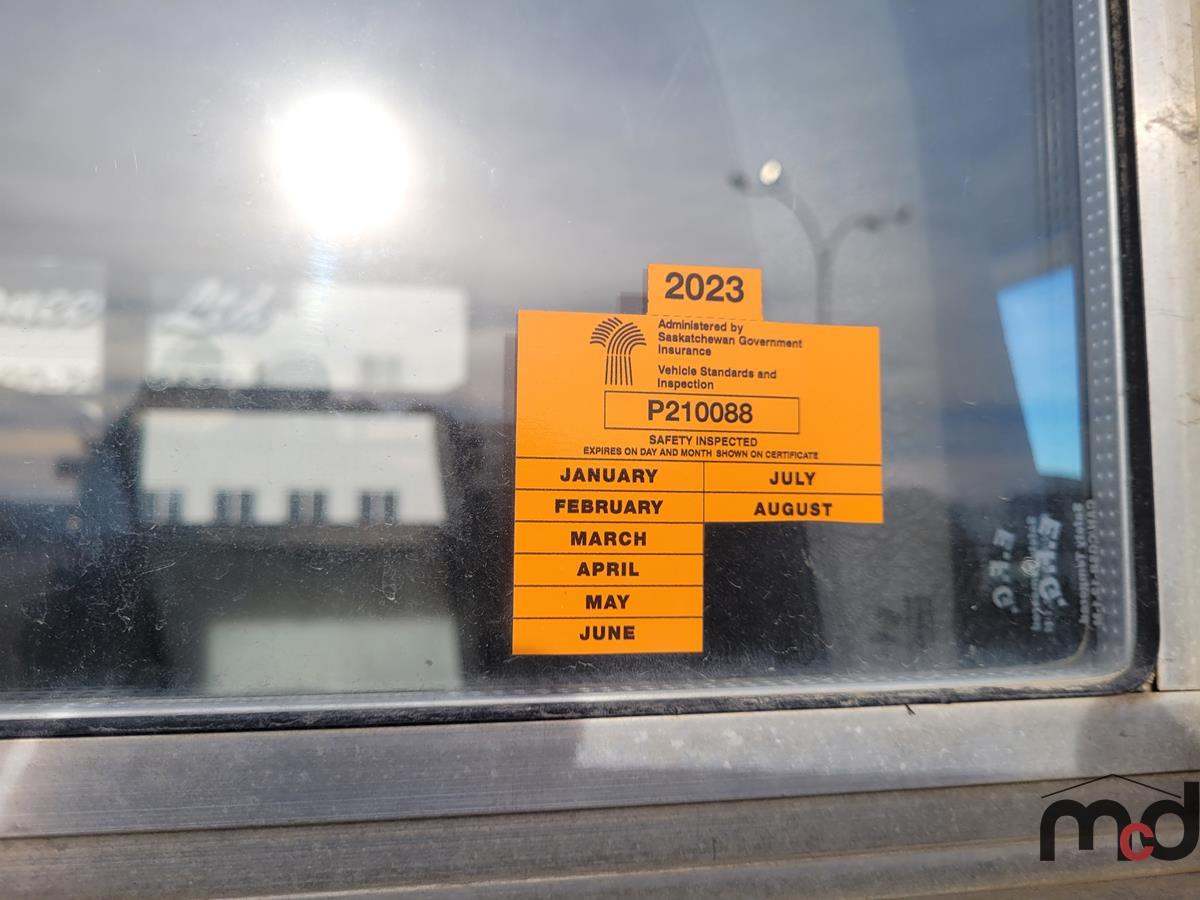 2023
Administered by
Saskatchewan Government
Insurance
Vehicle Standards and
Inspection
P210088
SAFETY INSPECTED
EXPIRES ON DAY AND MONTH SHOWN ON CERTIFICATE
JANUARY JULY
FEBRUARY AUGUST
MARCH
APRIL
MAY
JUNE
mcd